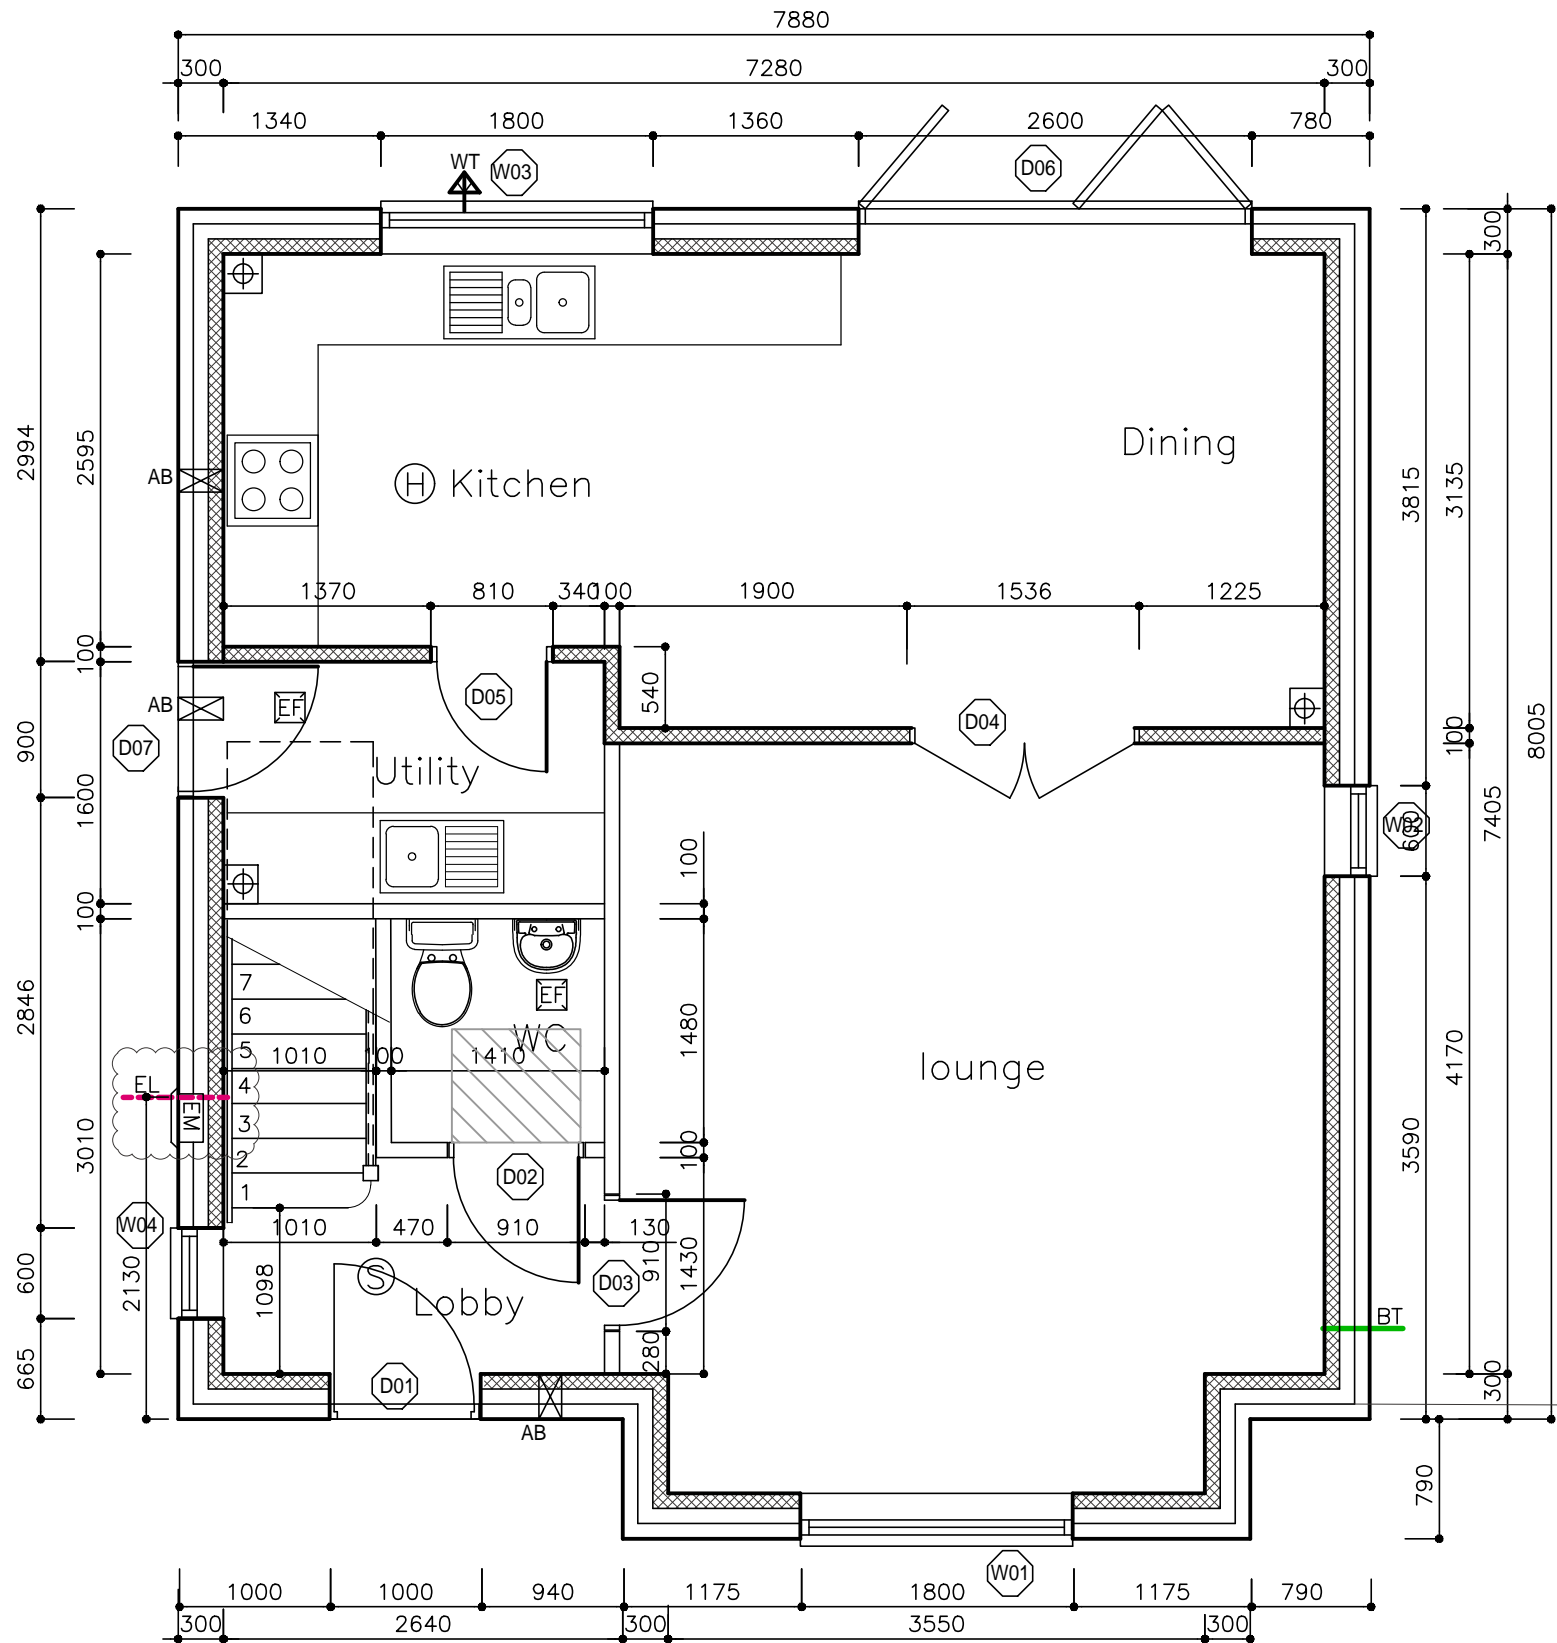 7880
300 7280 300
1340 1800 1360 2600 780
WT W03 D06
300
2994 2595 AB
H Kitchen
Dining
3815 3135
1370 810 340 100 1900 1536 1225
100
540
AB EF D05 D04
900 D07
100
8005
Utility
1600
7405
600 W02
100
100
7
6
5
4
3
2
1
EF
WC
2846
1480
1010 100 1410
lounge
4170
EL
EM
3010
3590
100
D02
W04
1010 470 910 130
600 2130 1098
S
Lobby
D03
910 1430
BT
665
280
D01
300
AB
790
W01
1000 1000 940 1175 1800 1175 790
300 2640 300 3550 300